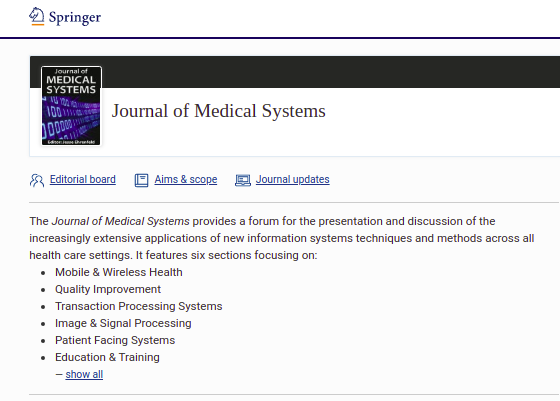 Springer
Journal of
MEDICAL
SYSTEMS
Editor: Jesse Ehrenfeld
Journal of Medical Systems
Editorial board
Aims & scope
Journal updates
The Journal of Medical Systems provides a forum for the presentation and discussion of the
increasingly extensive applications of new information systems techniques and methods across all
health care settings. It features six sections focusing on:
• Mobile & Wireless Health
• Quality Improvement
• Transaction Processing Systems
• Image & Signal Processing
• Patient Facing Systems
• Education & Training
— show all